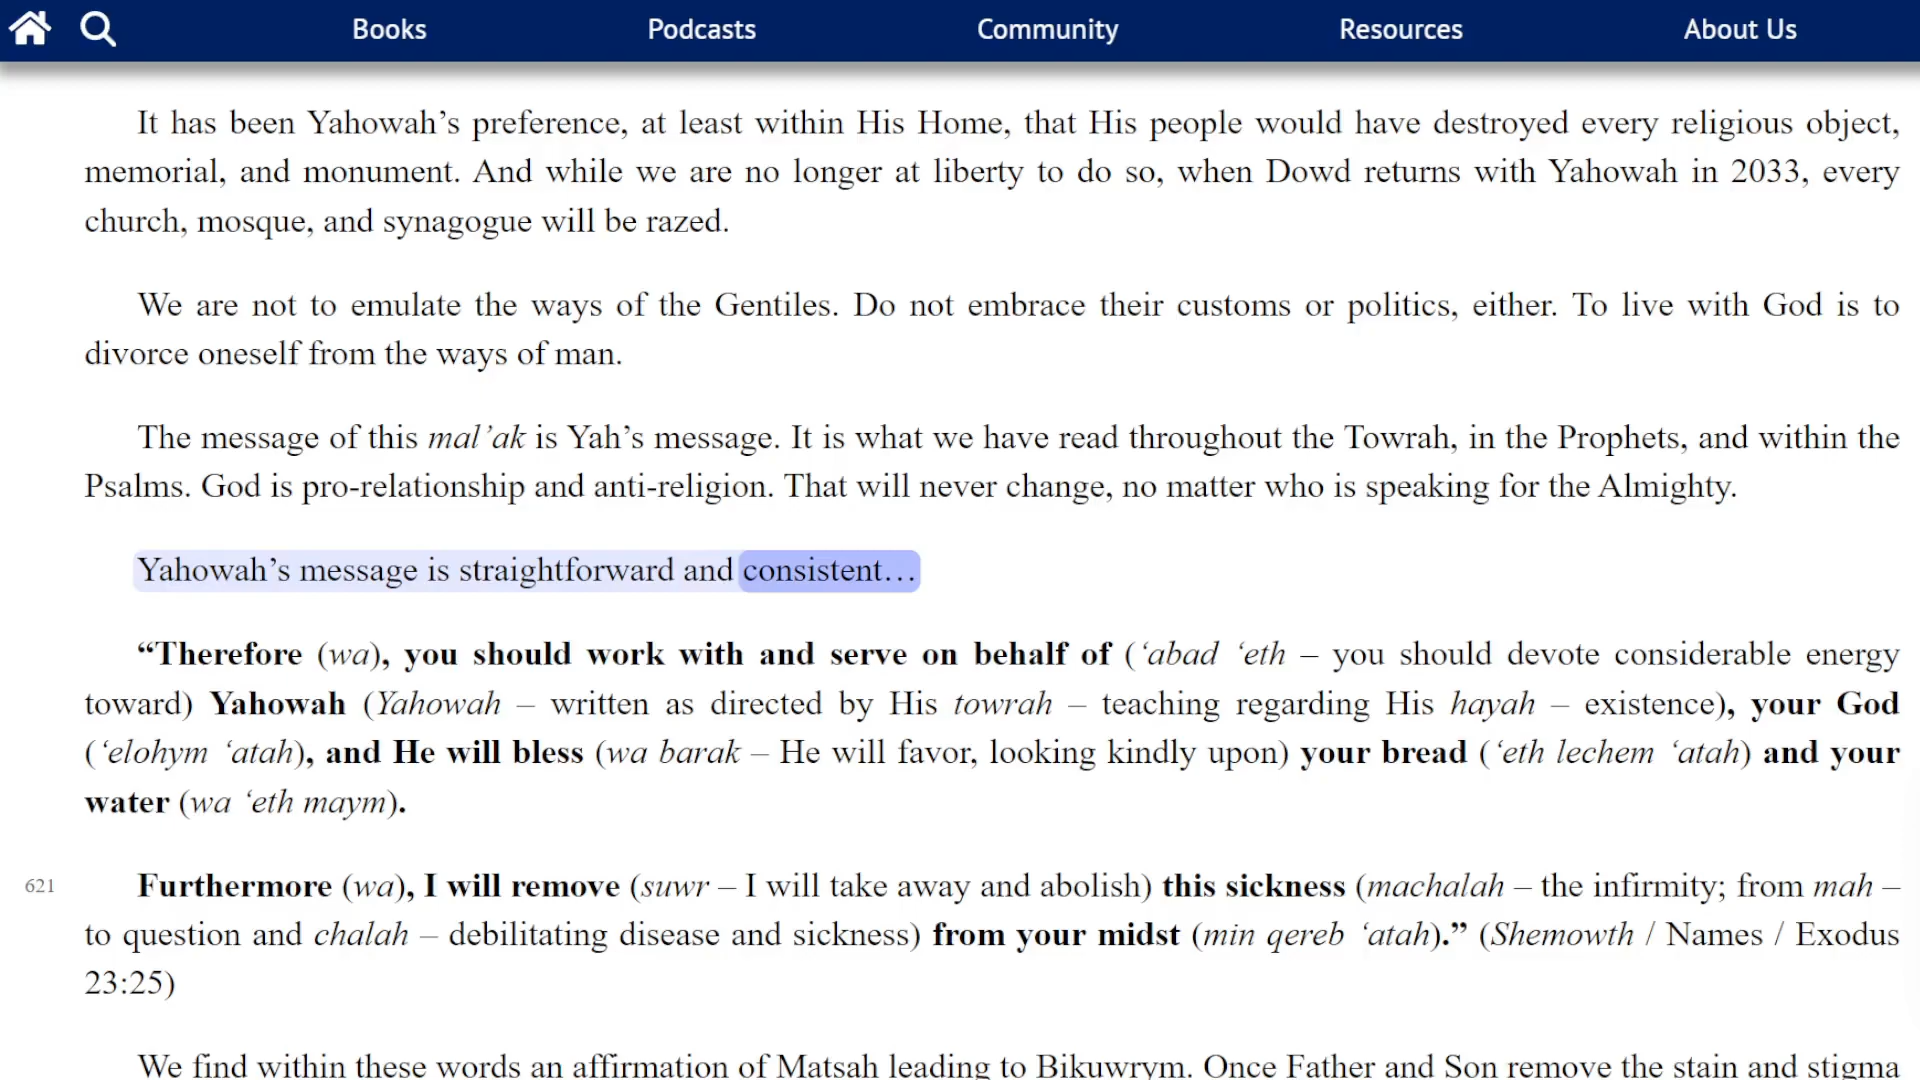 Books Podcasts Community Resources About Us
It has been Yahowah’s preference, at least within His Home, that His people would have destroyed every religious object,
memorial, and monument. And while we are no longer at liberty to do so, when Dowd returns with Yahowah in 2033, every
church, mosque, and synagogue will be razed.
We are not to emulate the ways of the Gentiles. Do not embrace their customs or politics, either. To live with God is to
divorce oneself from the ways of man.
The message of this mal’ak is Yah’s message. It is what we have read throughout the Towrah, in the Prophets, and within the
Psalms. God is pro-relationship and anti-religion. That will never change, no matter who is speaking for the Almighty.
Yahowah’s message is straightforward and consistent…
“Therefore (wa), you should work with and serve on behalf of (‘abad ‘eth – you should devote considerable energy
toward) Yahowah (Yahowah – written as directed by His towrah – teaching regarding His hayah – existence), your God
(‘elohym ‘atah), and He will bless (wa barak – He will favor, looking kindly upon) your bread (‘eth lechem ‘atah) and your
water (wa ‘eth maym).
621 Furthermore (wa), I will remove (suwr – I will take away and abolish) this sickness (machalah – the infirmity; from mah –
to question and chalah – debilitating disease and sickness) from your midst (min qereb ‘atah).” (Shemowth / Names / Exodus
23:25)
We find within these words an affirmation of Matsah leading to Bikuwrym. Once Father and Son remove the stain and stigma